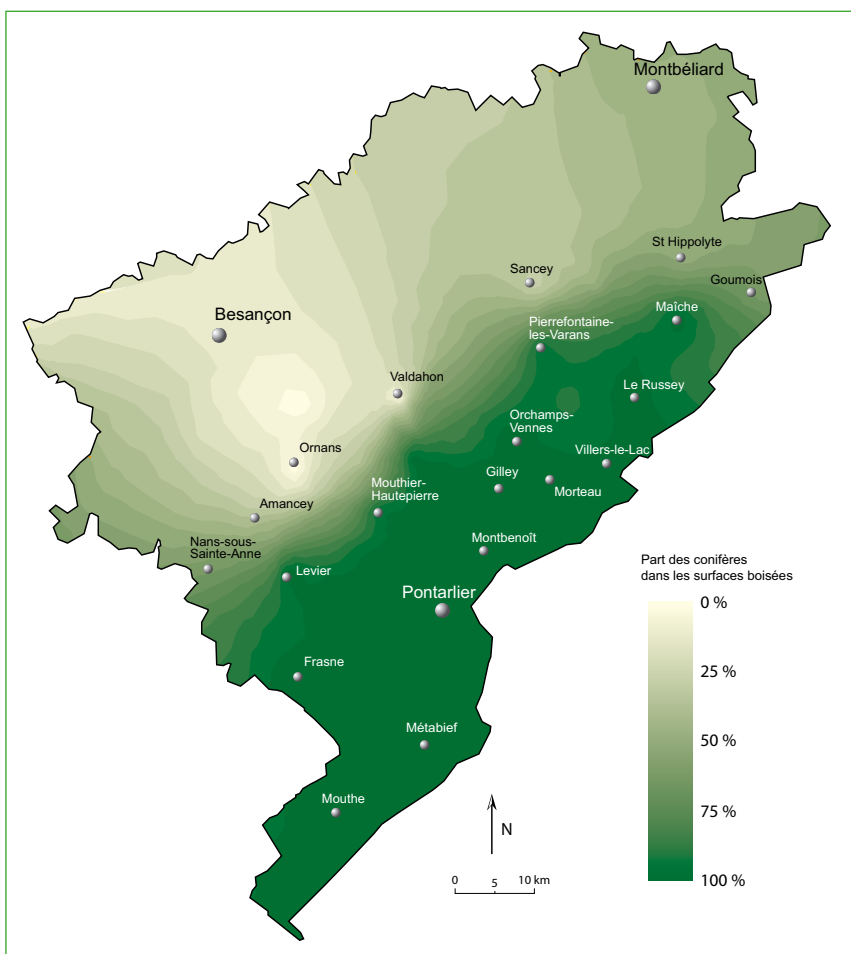 Montbéliard
St Hippolyte
Sancey
Goumois
Besançon
Maîche
Pierrefontaine-
les-Varans
Valdahon
Le Russey
Orchamps-
Vennes
Ornans
Villers-le-Lac
Gilley
Mouthier-
Hautepierre
Morteau
Amancey
Nans-sous-
Sainte-Anne
Montbenoît
Levier
Pontarlier
Frasne
Métabief
Mouthe
Part des conifères
dans les surfaces boisées
0 %
25 %
50 %
75 %
100 %
N
0 5 10 km